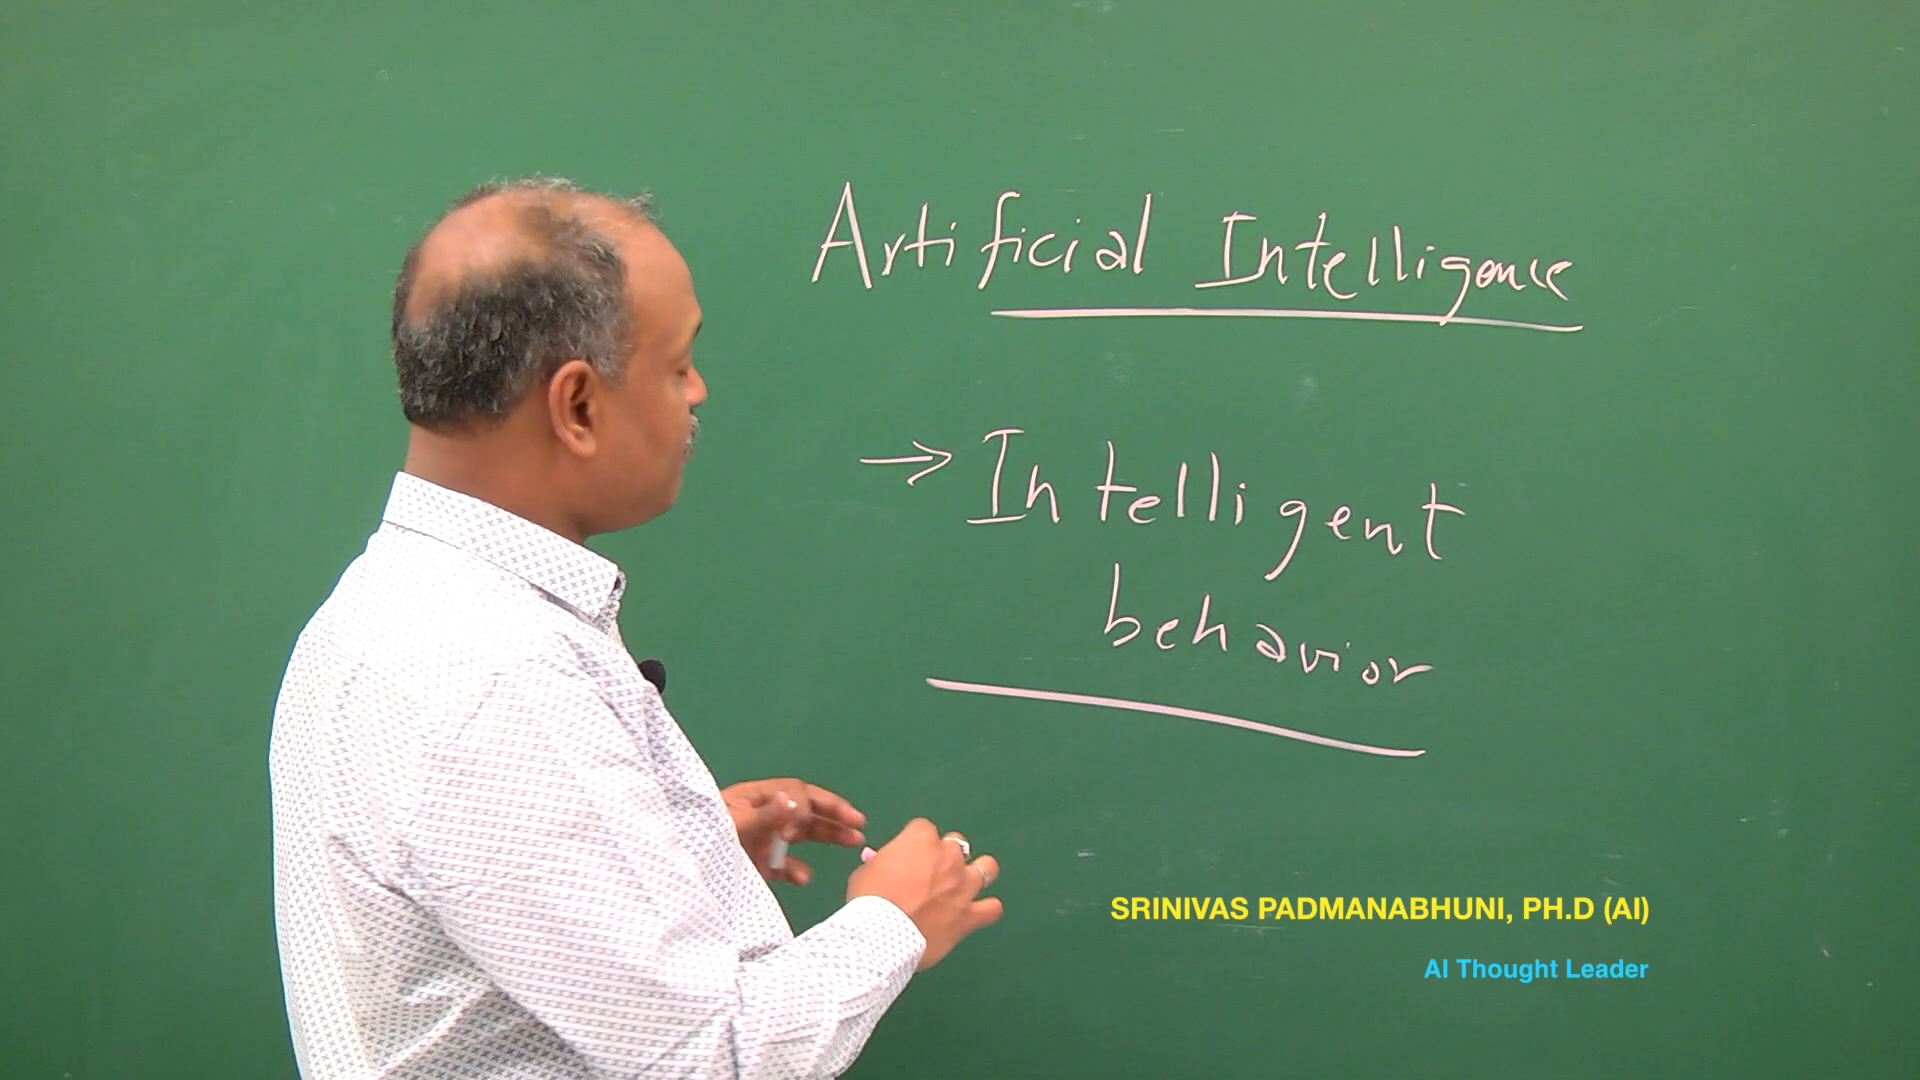 Artificial Intelligence
→ Intelligent
behavior
SRINIVAS PADMANABHUNI, PH.D (AI)
AI Thought Leader